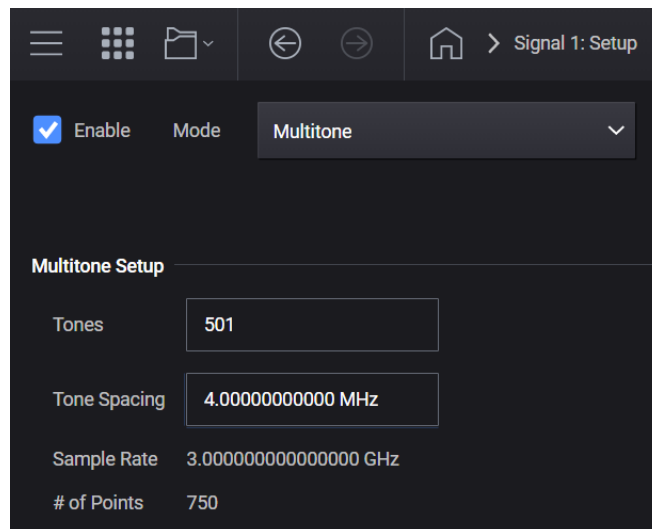 Signal 1: Setup
Enable Mode Multitone
Multitone Setup
Tones 501
Tone Spacing 4.00000000000 MHz
Sample Rate 3.000000000000000 GHz
# of Points 750